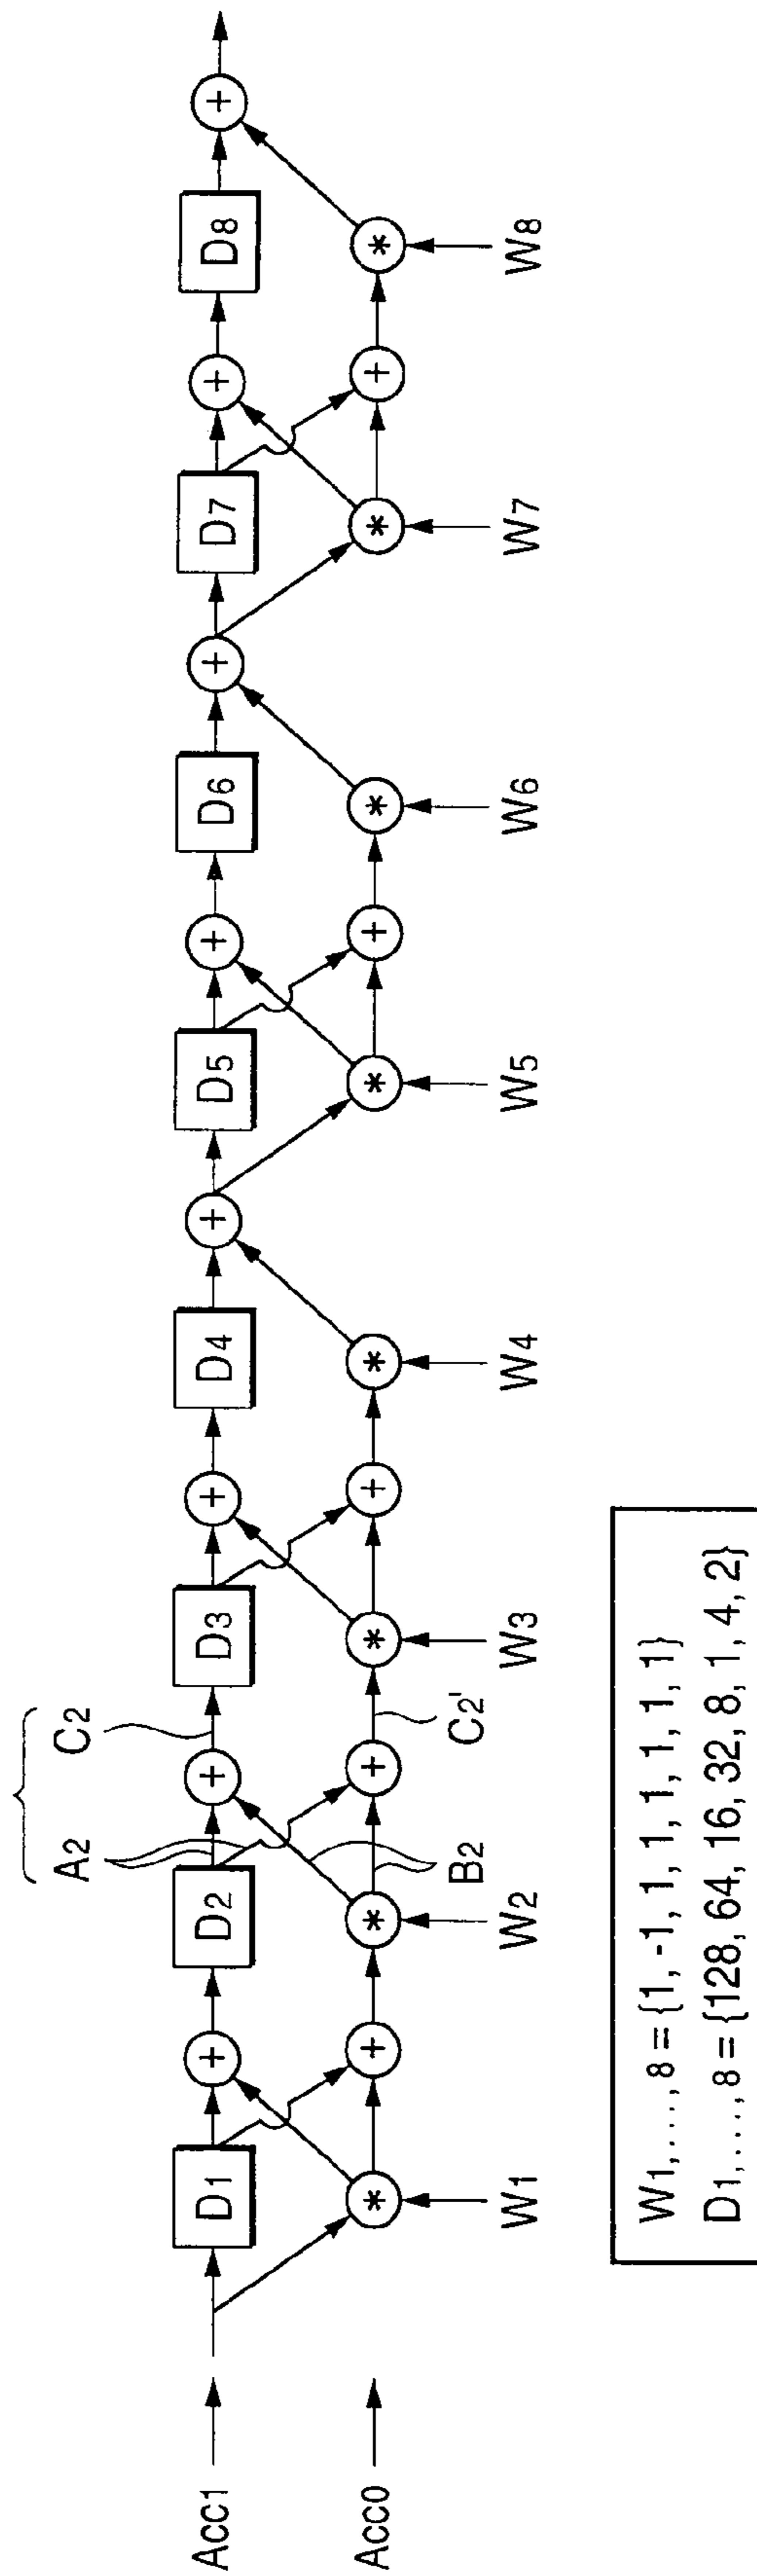 A2 C2
D1 + D2 + D3 + D4 + D5 + D6 + D7 + D8 +
Acc1
Acc0
* + * + * + * * + * * + *
B2 C2'
W1 W2 W3 W4 W5 W6 W7 W8
W1,...,8 = {1, -1, 1, 1, 1, 1, 1, 1}
D1,...,8 = {128, 64, 16, 32, 8, 1, 4, 2}